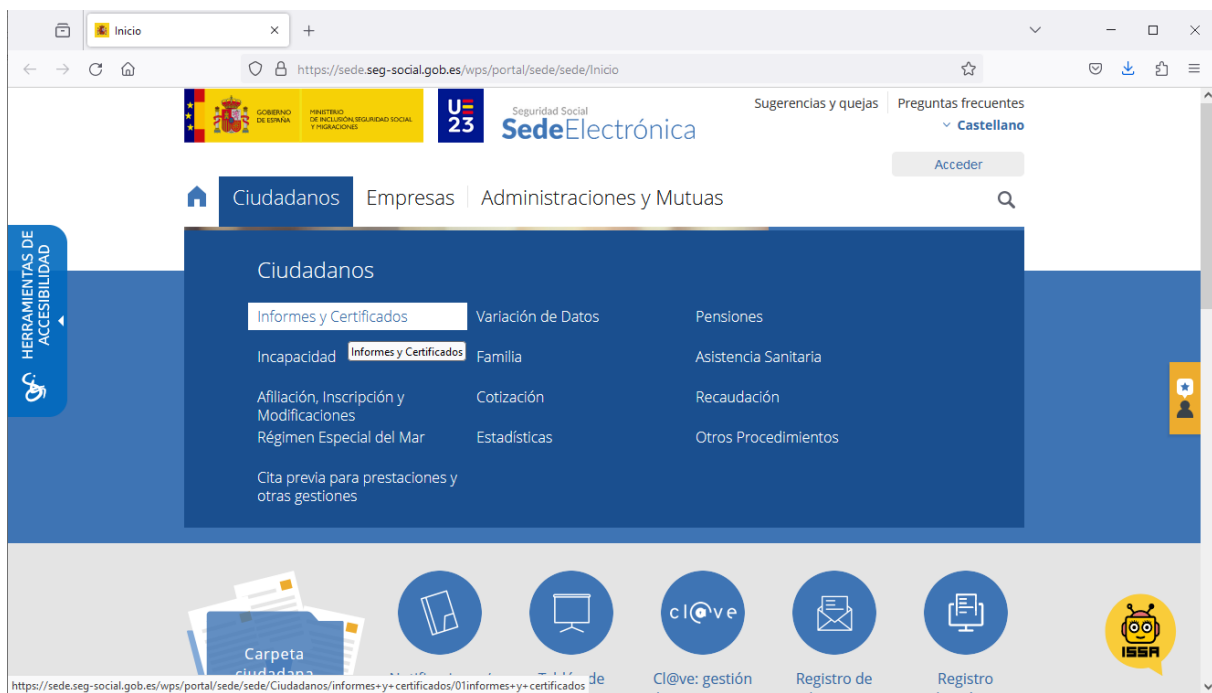 Inicio
https://sede.seg-social.gob.es/wps/portal/sede/sede/Inicio
GOBIERNO
DE ESPAÑA
MINISTERIO
DE INCLUSIÓN, SEGURIDAD SOCIAL
Y MIGRACIONES
UE
23
Seguridad Social
SedeElectrónica
Sugerencias y quejas
Preguntas frecuentes
Castellano
Acceder
Ciudadanos
Empresas
Administraciones y Mutuas
HERRAMIENTAS DE
ACCESIBILIDAD
Ciudadanos
Informes y Certificados
Variación de Datos
Pensiones
Incapacidad
Informes y Certificados
Familia
Asistencia Sanitaria
Afiliación, Inscripción y
Modificaciones
Cotización
Recaudación
Régimen Especial del Mar
Estadísticas
Otros Procedimientos
Cita previa para prestaciones y
otras gestiones
cl@ve
Carpeta
ciudadana
de
Cl@ve: gestión
Registro de
Registro
ISSA
https://sede.seg-social.gob.es/wps/portal/sede/sede/Ciudadanos/informes+y+certificados/01informes+y+certificados